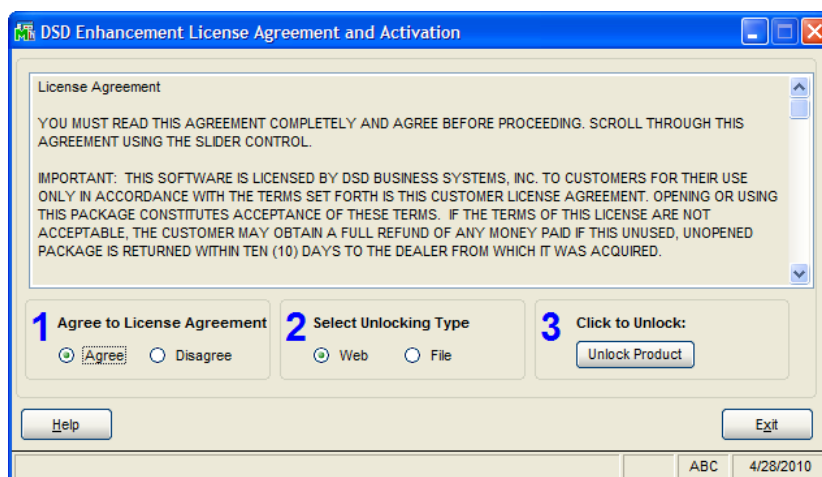 DSD Enhancement License Agreement and Activation
License Agreement
YOU MUST READ THIS AGREEMENT COMPLETELY AND AGREE BEFORE PROCEEDING. SCROLL THROUGH THIS
AGREEMENT USING THE SLIDER CONTROL.
IMPORTANT: THIS SOFTWARE IS LICENSED BY DSD BUSINESS SYSTEMS, INC. TO CUSTOMERS FOR THEIR USE
ONLY IN ACCORDANCE WITH THE TERMS SET FORTH IS THIS CUSTOMER LICENSE AGREEMENT. OPENING OR USING
THIS PACKAGE CONSTITUTES ACCEPTANCE OF THESE TERMS. IF THE TERMS OF THIS LICENSE ARE NOT
ACCEPTABLE, THE CUSTOMER MAY OBTAIN A FULL REFUND OF ANY MONEY PAID IF THIS UNUSED, UNOPENED
PACKAGE IS RETURNED WITHIN TEN (10) DAYS TO THE DEALER FROM WHICH IT WAS ACQUIRED.
1 Agree to License Agreement
Agree Disagree
2 Select Unlocking Type
Web File
3 Click to Unlock:
Unlock Product
Help Exit
ABC 4/28/2010